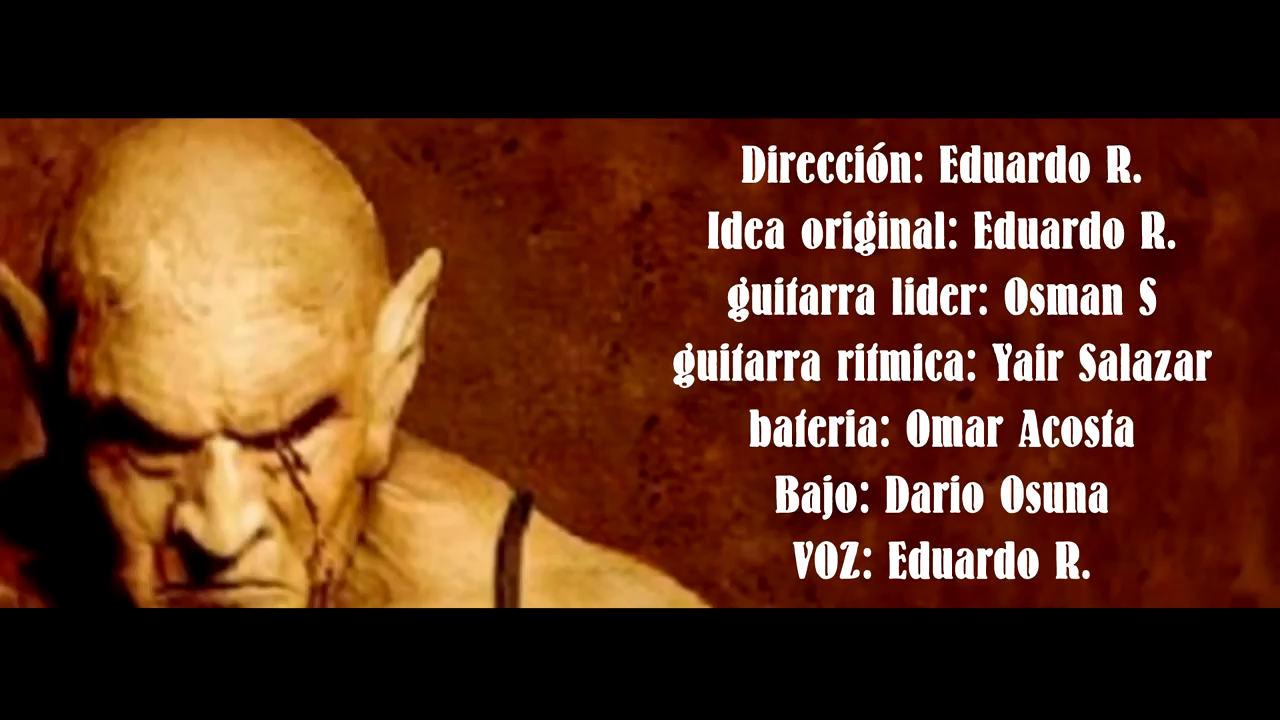 Dirección: Eduardo R.
Idea original: Eduardo R.
guitarra lider: Osman S
guitarra ritmica: Yair Salazar
bateria: Omar Acosta
Bajo: Dario Osuna
VOZ: Eduardo R.